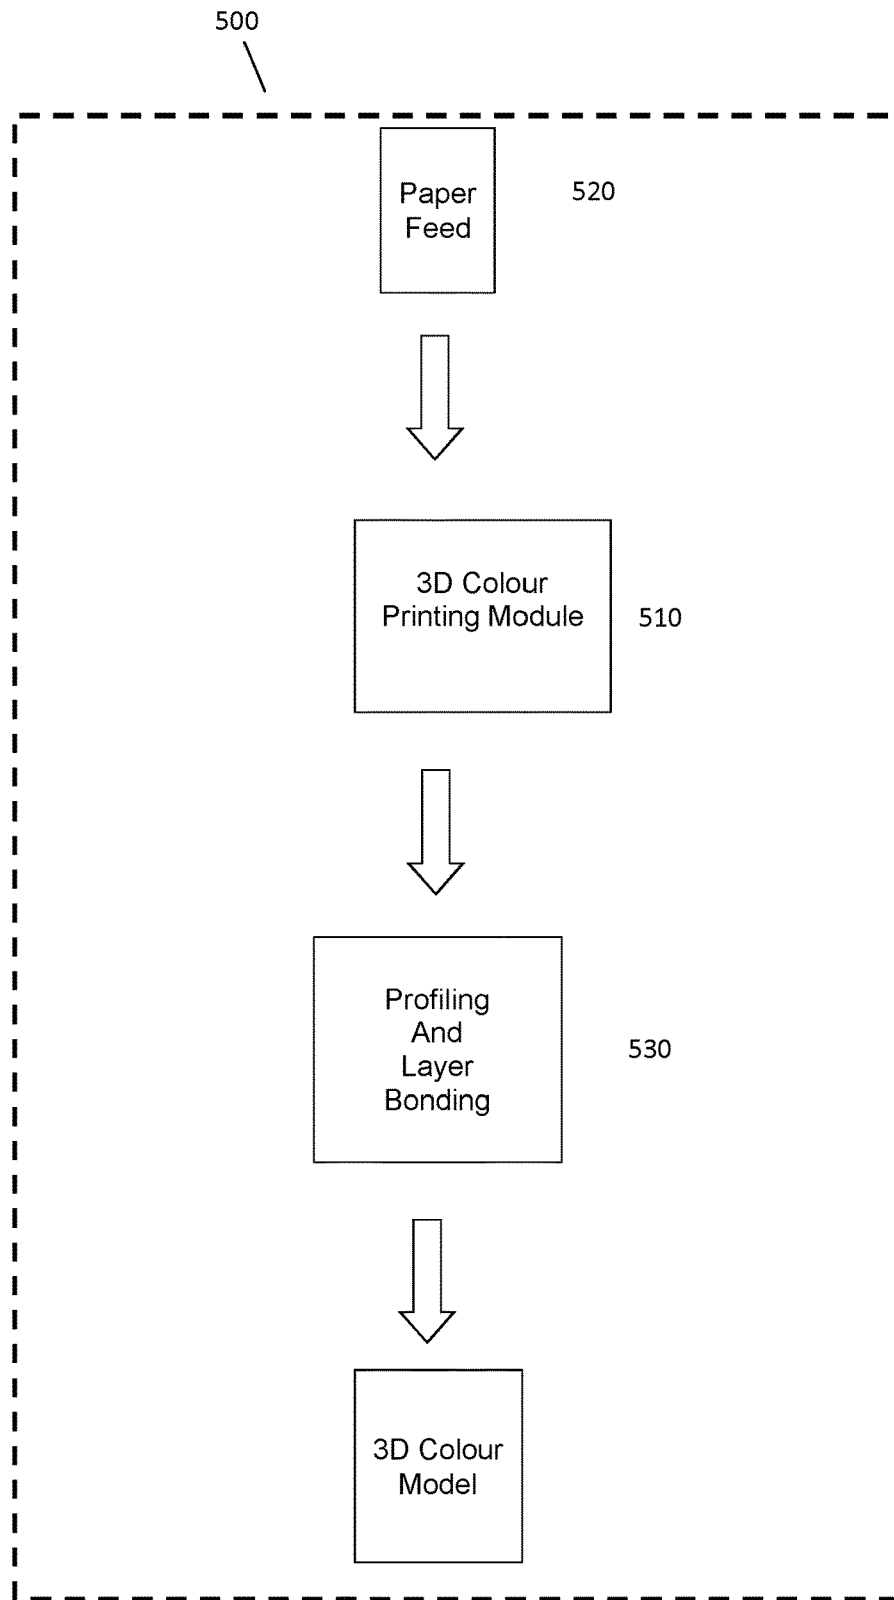 500
Paper
Feed
520
3D Colour
Printing Module
510
Profiling
And
Layer
Bonding
530
3D Colour
Model